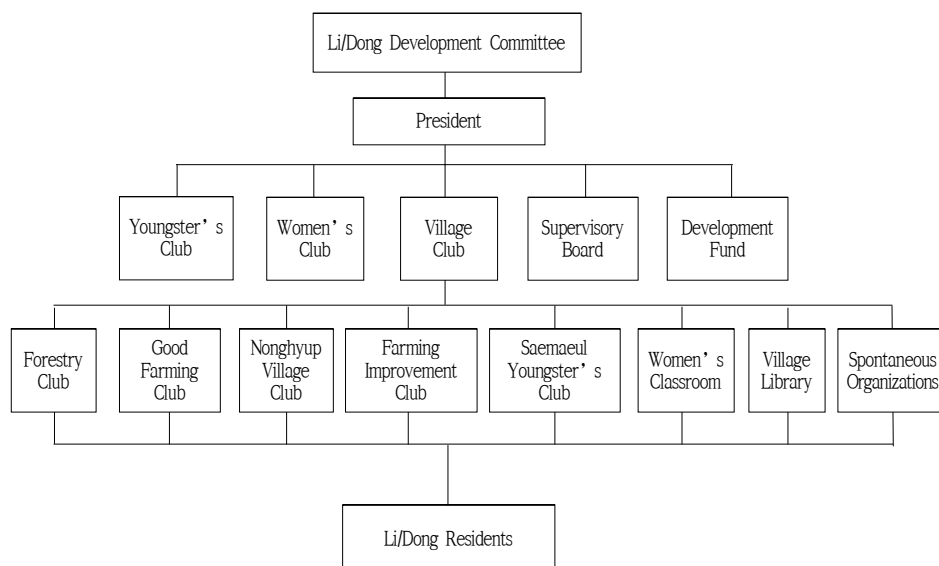 Li/Dong Development Committee
President
Youngster’s
Club
Women’s
Club
Village
Club
Supervisory
Board
Development
Fund
Forestry
Club
Good
Farming
Club
Nonghyup
Village
Club
Farming
Improvement
Club
Saemaeul
Youngster’s
Club
Women’s
Classroom
Village
Library
Spontaneous
Organizations
Li/Dong Residents